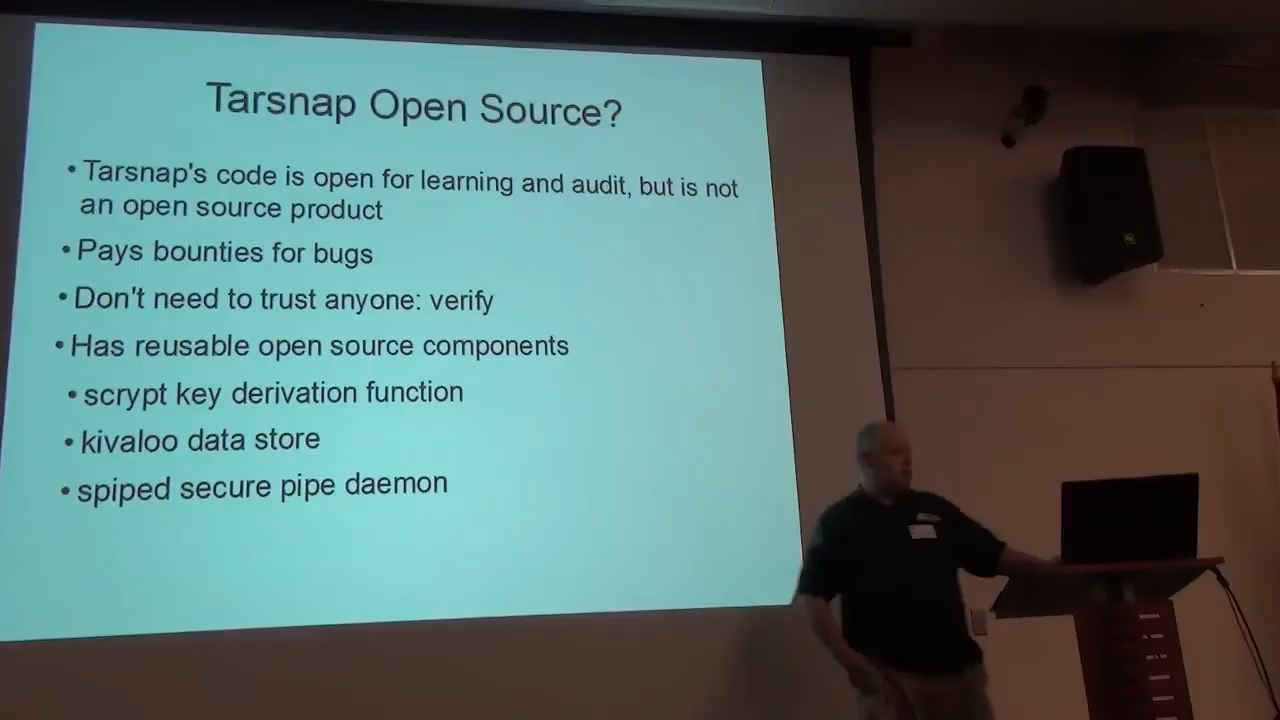 Tarsnap Open Source?
• Tarsnap's code is open for learning and audit, but is not
an open source product
• Pays bounties for bugs
• Don't need to trust anyone: verify
• Has reusable open source components
• scrypt key derivation function
• kivaloo data store
• spiped secure pipe daemon